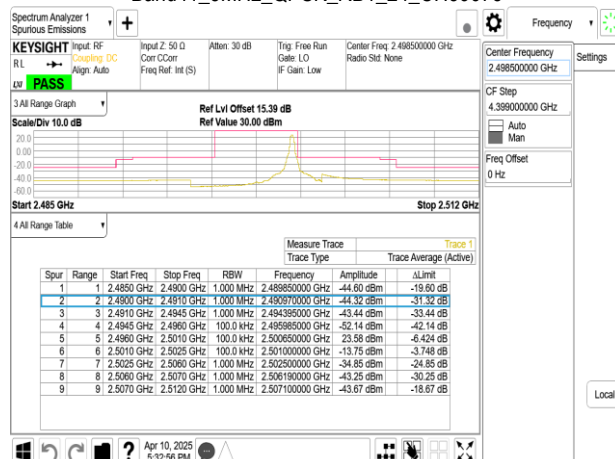 Spectrum Analyzer 1
Spurious Emissions
+
Frequency
Settings
KEYSIGHT Input: RF Input Z: 50 Ω Atten: 30 dB Trig: Free Run Center Freq: 2.498500000 GHz
RL Coupling: DC Corr CCorr Gate: LO Radio Std: None
Align: Auto Freq Ref: Int (S) IF Gain: Low
LXI PASS
Center Frequency
2.498500000 GHz
CF Step
4.399000000 GHz
Auto
Man
Freq Offset
0 Hz
3 All Range Graph
Ref Lvl Offset 15.39 dB
Scale/Div 10.0 dB Ref Value 30.00 dBm
20.0
0.00
-20.0
-40.0
-60.0
Start 2.485 GHz Stop 2.512 GHz
4 All Range Table
Measure Trace Trace 1
Trace Type Trace Average (Active)
Spur Range Start Freq Stop Freq RBW Frequency Amplitude ΔLimit
1 1 2.4850 GHz 2.4900 GHz 1.000 MHz 2.489850000 GHz -44.60 dBm -19.60 dB
2 2 2.4900 GHz 2.4910 GHz 1.000 MHz 2.490970000 GHz -44.32 dBm -31.32 dB
3 3 2.4910 GHz 2.4945 GHz 1.000 MHz 2.494395000 GHz -43.44 dBm -33.44 dB
4 4 2.4945 GHz 2.4960 GHz 100.0 kHz 2.495985000 GHz -52.14 dBm -42.14 dB
5 5 2.4960 GHz 2.5010 GHz 100.0 kHz 2.500650000 GHz 23.58 dBm -6.424 dB
6 6 2.5010 GHz 2.5025 GHz 100.0 kHz 2.501000000 GHz -13.75 dBm -3.748 dB
7 7 2.5025 GHz 2.5060 GHz 1.000 MHz 2.502500000 GHz -34.85 dBm -24.85 dB
8 8 2.5060 GHz 2.5070 GHz 1.000 MHz 2.506190000 GHz -43.25 dBm -30.25 dB
9 9 2.5070 GHz 2.5120 GHz 1.000 MHz 2.507100000 GHz -43.67 dBm -18.67 dB
Local
?
Apr 10, 2025
5:32:56 PM